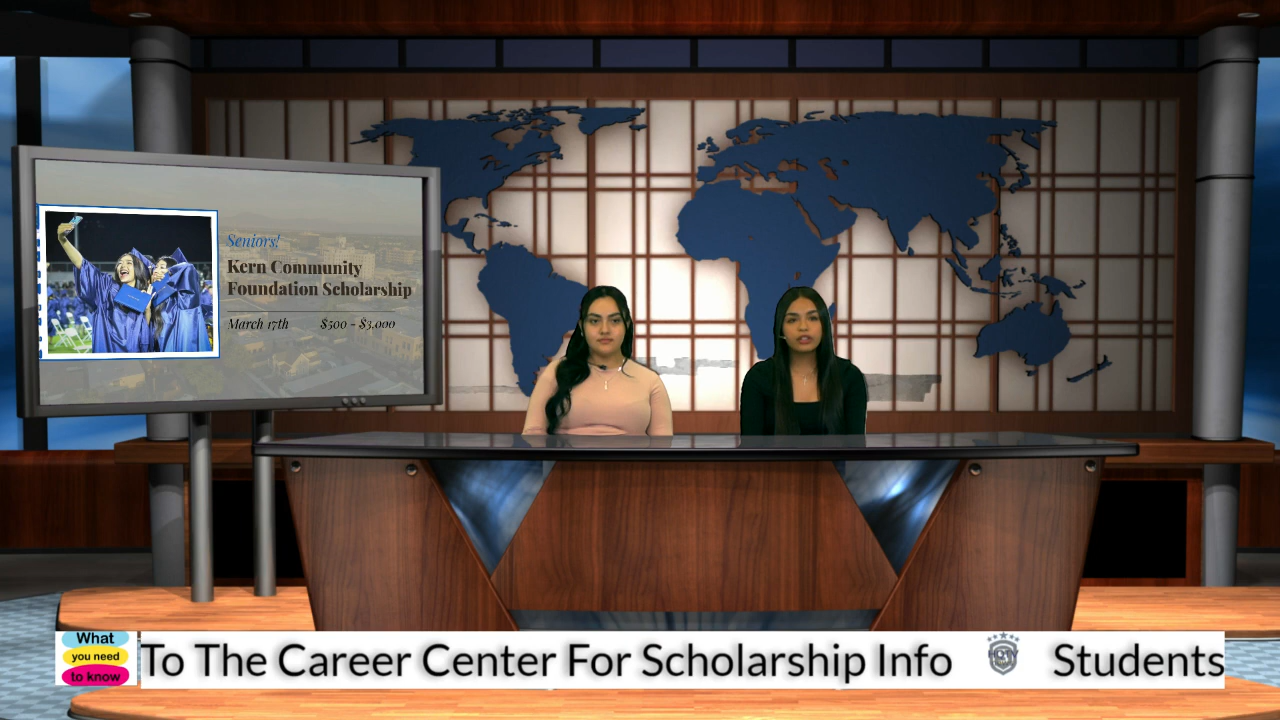 Seniors!
Kern Community
Foundation Scholarship
March 17th $500 - $3,000
What
you need
to know
To The Career Center For Scholarship Info Students